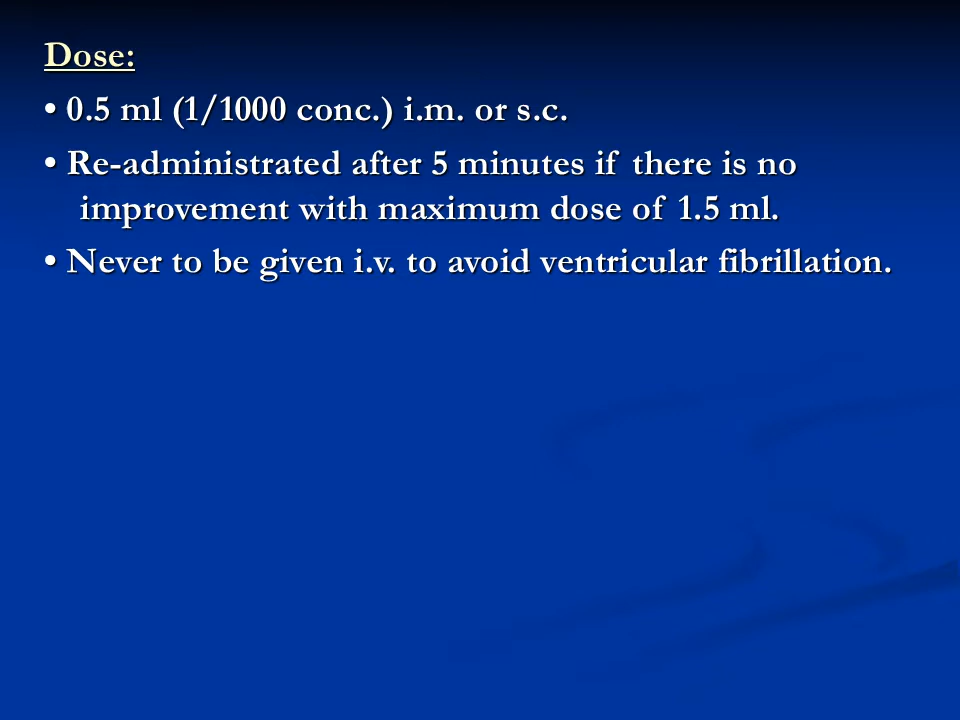 Dose:
• 0.5 ml (1/1000 conc.) i.m. or s.c.
• Re-administrated after 5 minutes if there is no
improvement with maximum dose of 1.5 ml.
• Never to be given i.v. to avoid ventricular fibrillation.